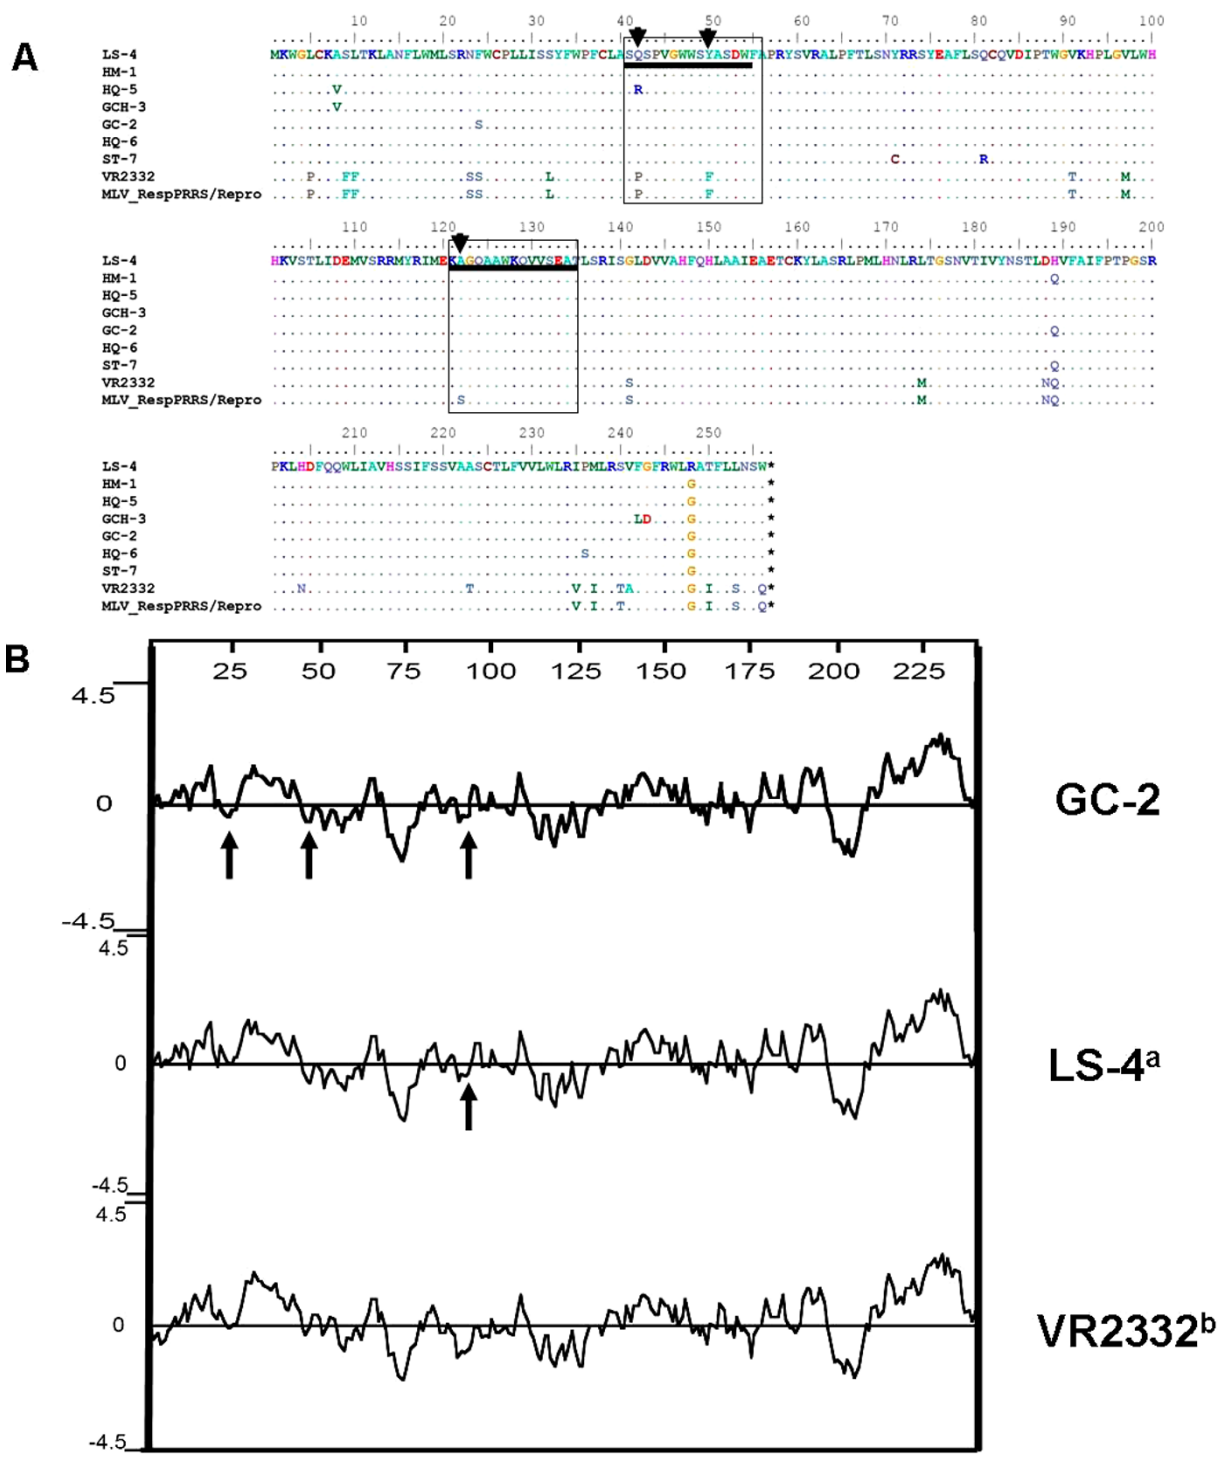 A
10 20 30 40 50 60 70 80 90 100
LS-4 MKWGLCKASLTKLANFLWMLSRNFWCPLLISSYFWPFCLASQSPVGWWSYASDWFAPRYSVRALPFTLSNYRRSYEAFLSQCQVDIPTWGVKHPLGVLWH
HM-1
HQ-5 V R
GCH-3 V
GC-2 S
HQ-6
ST-7 C R
VR2332 P FF SS L P F T M
MLV_RespPRRS/Repro P FF SS L P F T M
110 120 130 140 150 160 170 180 190 200
LS-4 HKVSTLIDEMVSRRMYRIMEKAGQAAWKQVVSEATLSRISGLDVVAHFQHLAAIEAETCKYLASRLPMLHNLRLTGSNVTIVYNSTLDHVFAIFPTPGSR
HM-1 Q
HQ-5
GCH-3
GC-2 Q
HQ-6
ST-7 Q
VR2332 S M NQ
MLV_RespPRRS/Repro S S M NQ
210 220 230 240 250
LS-4 PKLHDFQQWLIAVHSSIFSSVAASCTLFVVLWLRIPMLRSVFGFRWLRATFLLNSW*
HM-1 G *
HQ-5 G *
GCH-3 LD G *
GC-2 G *
HQ-6 S G *
ST-7 G *
VR2332 N T V I TA G I S Q*
MLV_RespPRRS/Repro V I T G I S Q*
B
25 50 75 100 125 150 175 200 225
4.5
0
-4.5
GC-2
4.5
0
-4.5
LS-4a
4.5
0
-4.5
VR2332b